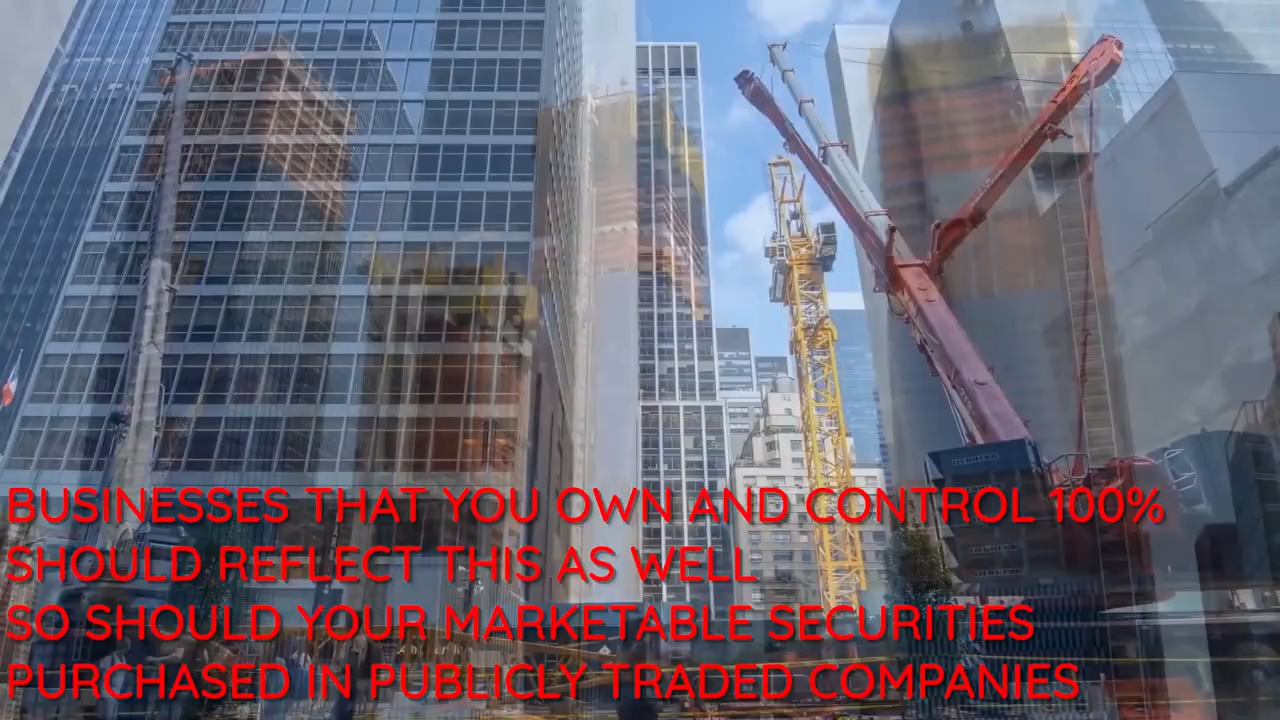 BUSINESSES THAT YOU OWN AND CONTROL 100%
SHOULD REFLECT THIS AS WELL
SO SHOULD YOUR MARKETABLE SECURITIES
PURCHASED IN PUBLICLY TRADED COMPANIES